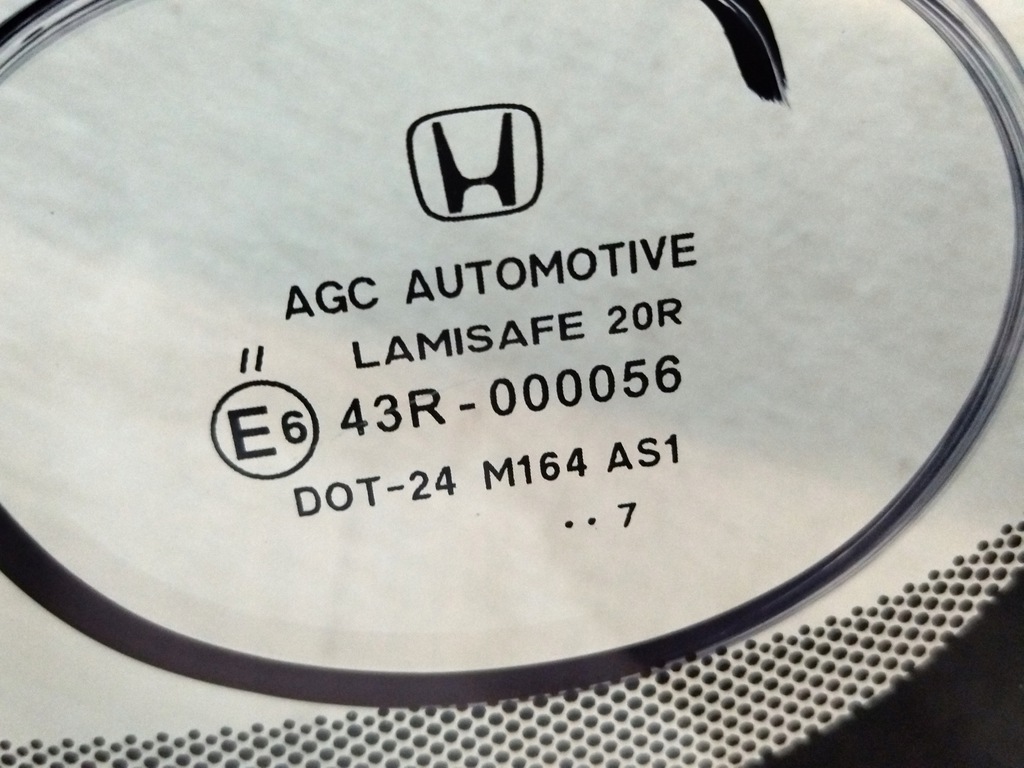 AGC AUTOMOTIVE
LAMISAFE 20R
II
E6 43R-000056
DOT-24 M164 AS1
.. 7